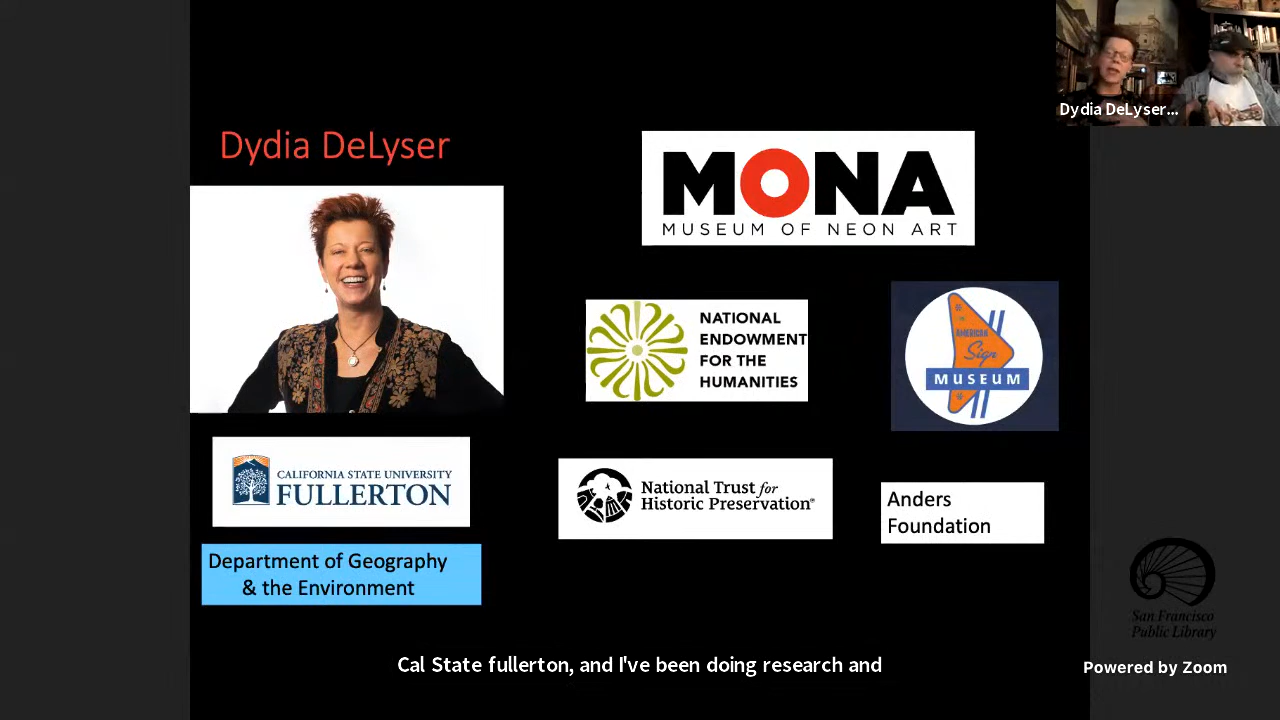 Dydia DeLyser...
Dydia DeLyser
MONA
MUSEUM OF NEON ART
NATIONAL
ENDOWMENT
FOR THE
HUMANITIES
AMERICAN
Sign
MUSEUM
CALIFORNIA STATE UNIVERSITY
FULLERTON
National Trust for
Historic Preservation®
Anders
Foundation
Department of Geography
& the Environment
San Francisco
Public Library
Cal State fullerton, and I've been doing research and
Powered by Zoom